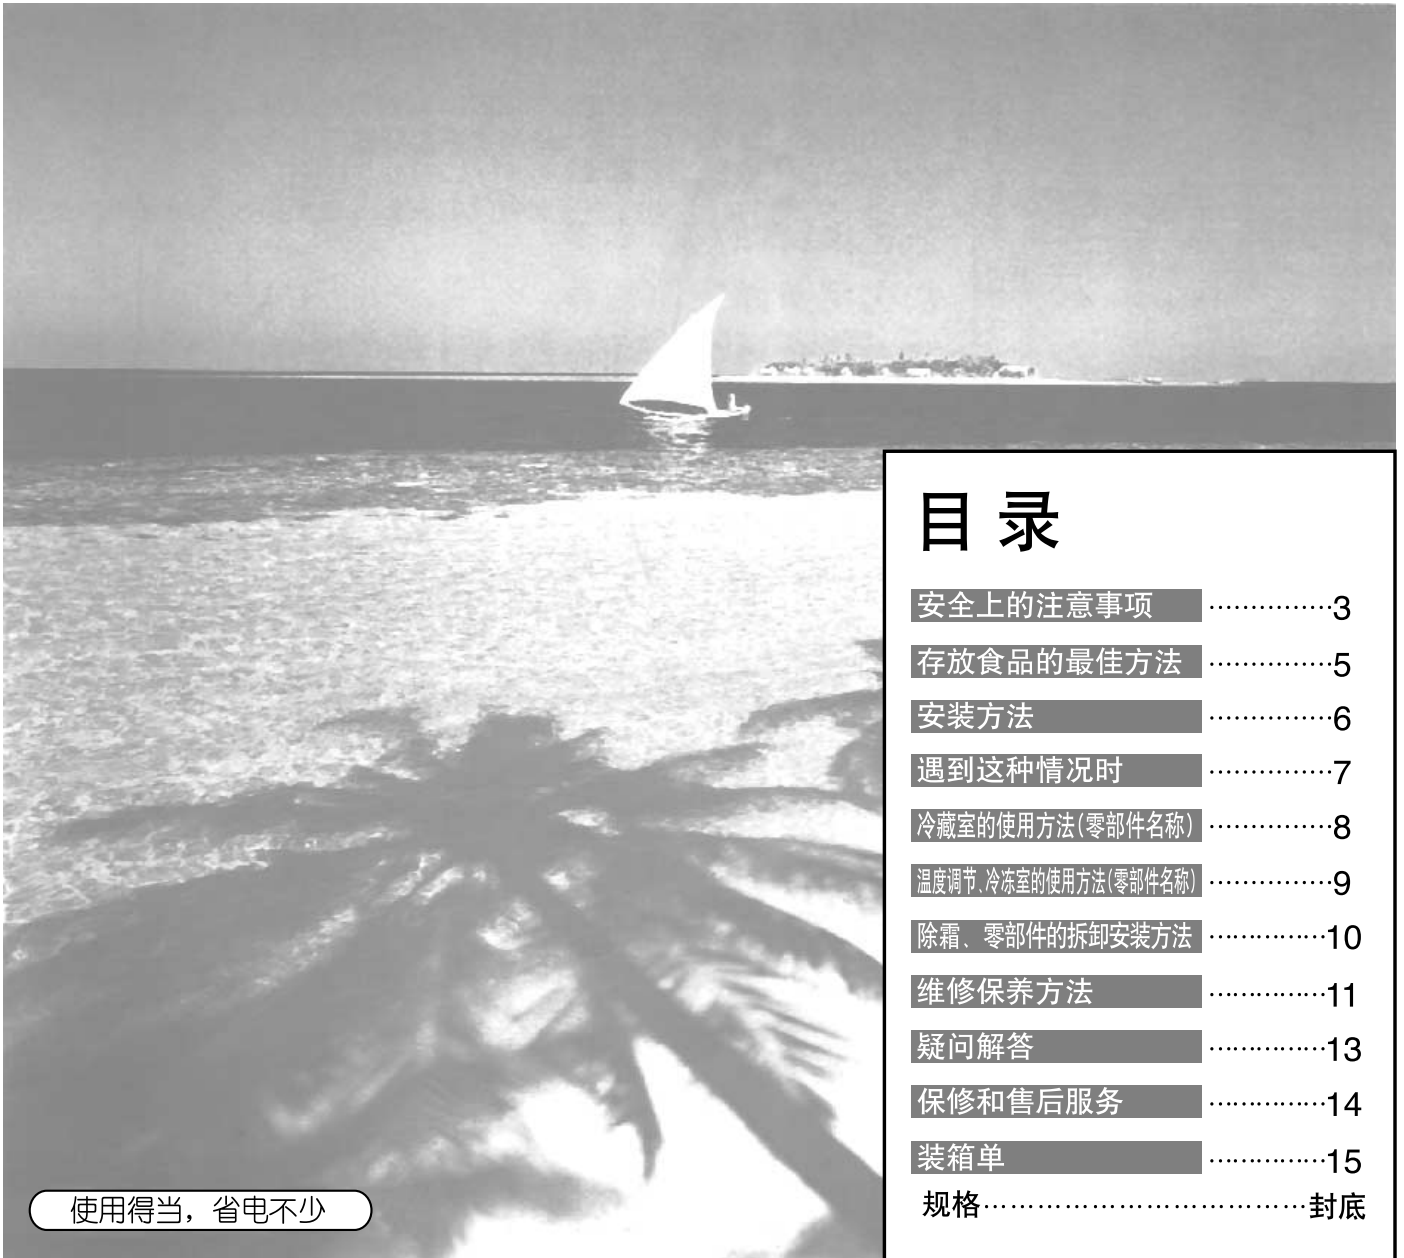 目录
安全上的注意事项……………3
存放食品的最佳方法……………5
安装方法……………6
遇到这种情况时……………7
冷藏室的使用方法(零部件名称)……………8
温度调节、冷冻室的使用方法(零部件名称)……………9
除霜、零部件的拆卸安装方法……………10
维修保养方法……………11
疑问解答……………13
保修和售后服务……………14
装箱单……………15
规格………………………………封底
使用得当，省电不少